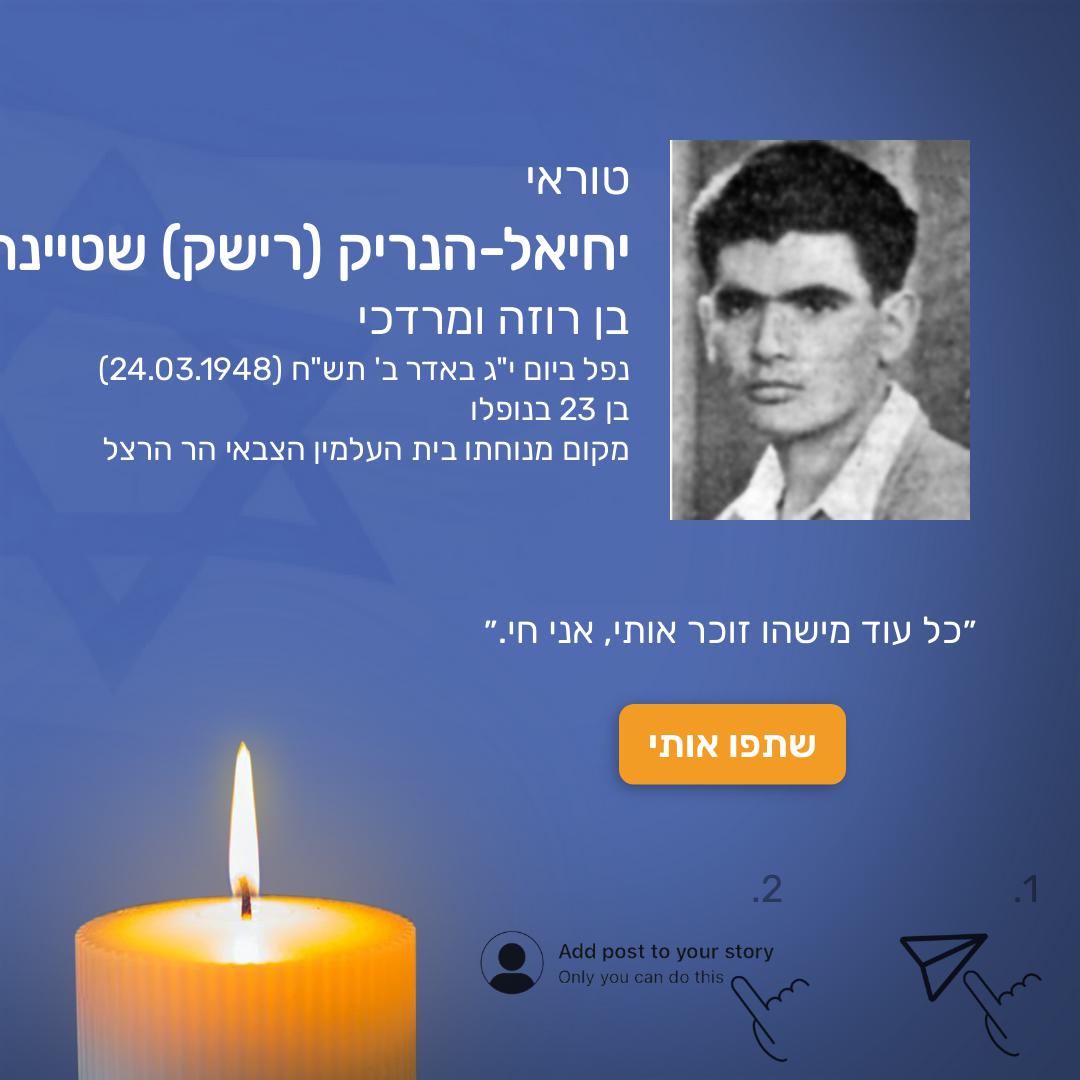 טוראי
יחיאל-הנריק (רישק)
בן רוזה ומרדכי
נפל ביום י"ג באדר ב' תש"ח (24.03.1948)
בן 23 בנופלו
מקום מנוחתו בית העלמין הצבאי הר הרצל
״כל עוד מישהו זוכר אותי, אני חי.״
שתפו אותי
1.
2.
Add post to your story
Only you can do this